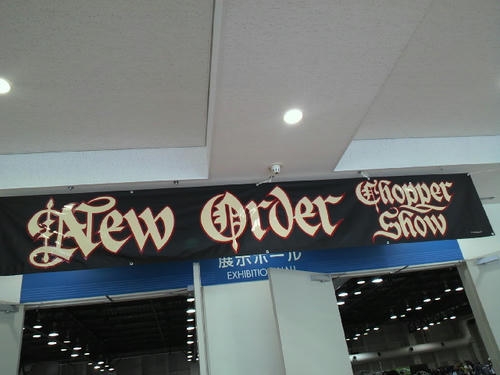 New Order Chopper
Show
展示ホール
EXHIBITION HALL